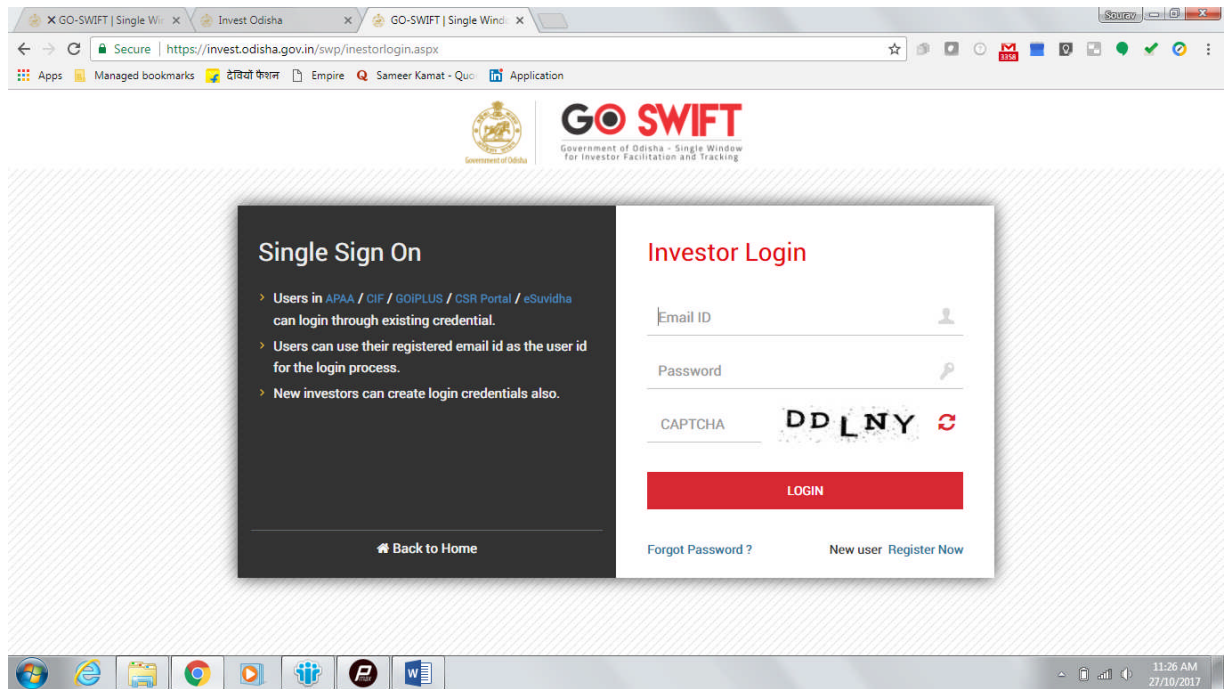 GO-SWIFT | Single Wir
Invest Odisha
GO-SWIFT | Single Wind
Sourav
Secure | https://invest.odisha.gov.in/swp/inestorlogin.aspx
3358
Apps
Managed bookmarks
देवियों फैशन
Empire
Sameer Kamat - Quo
Application
Government of Odisha
GO SWIFT
Government of Odisha - Single Window
for Investor Facilitation and Tracking
Single Sign On
Users in APAA / CIF / GOiPLUS / CSR Portal / eSuvidha
can login through existing credential.
Users can use their registered email id as the user id
for the login process.
New investors can create login credentials also.
Back to Home
Investor Login
Email ID
Password
CAPTCHA
DDLNY
LOGIN
Forgot Password ?
New user Register Now
11:26 AM
27/10/2017